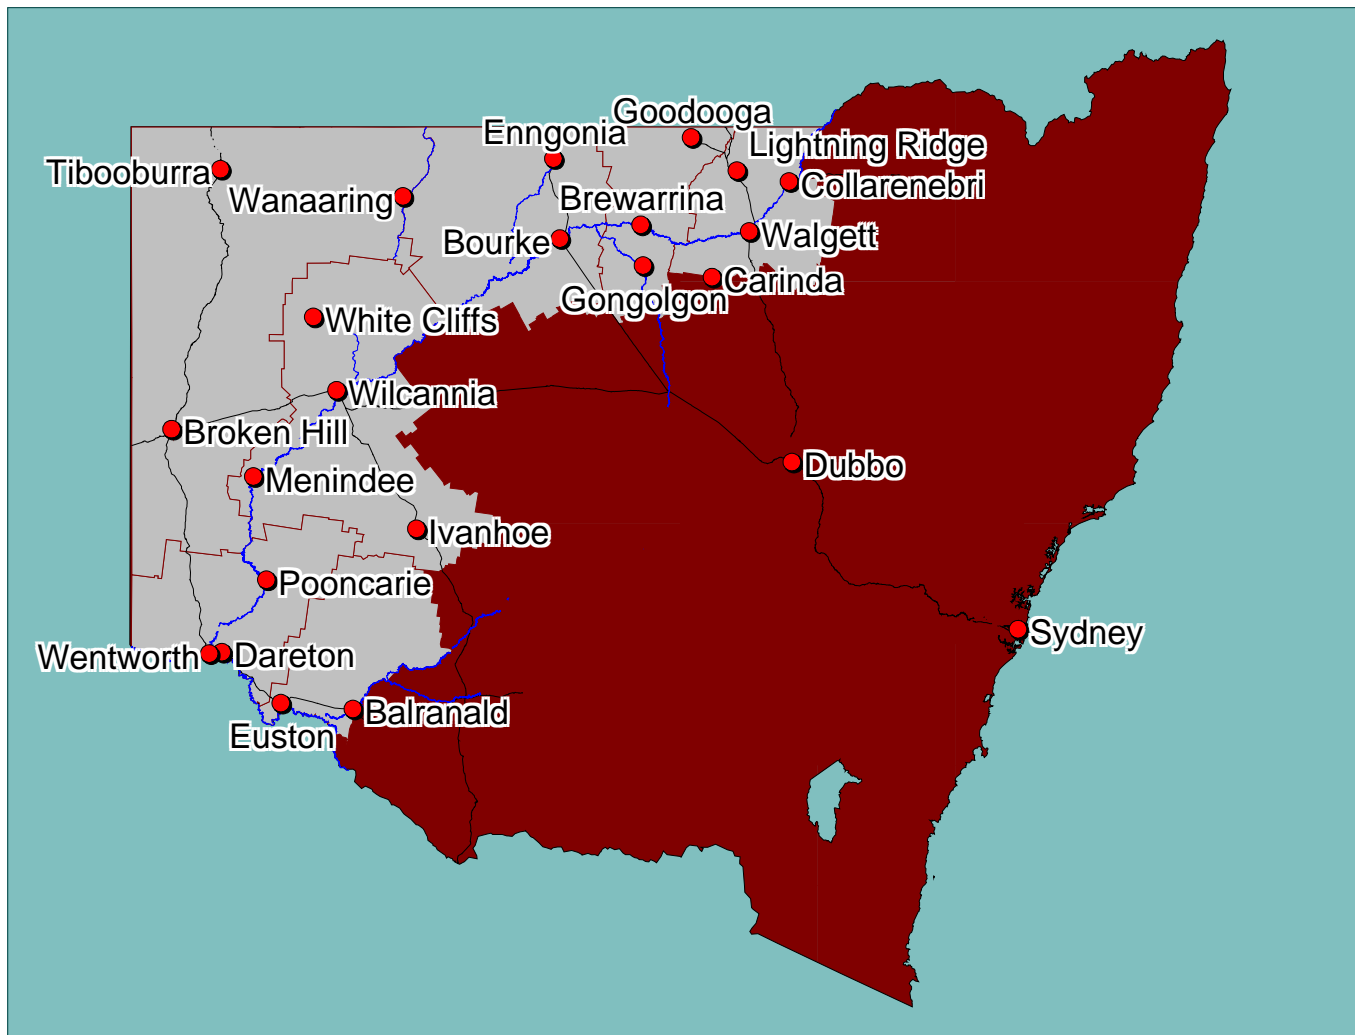 Goodooga
Enngonia
Lightning Ridge
Tibooburra
Collarenebri
Wanaaring
Brewarrina
Bourke
Walgett
Carinda
Gongolgon
White Cliffs
Wilcannia
Broken Hill
Dubbo
Menindee
Ivanhoe
Pooncarie
Sydney
Wentworth
Dareton
Balranald
Euston